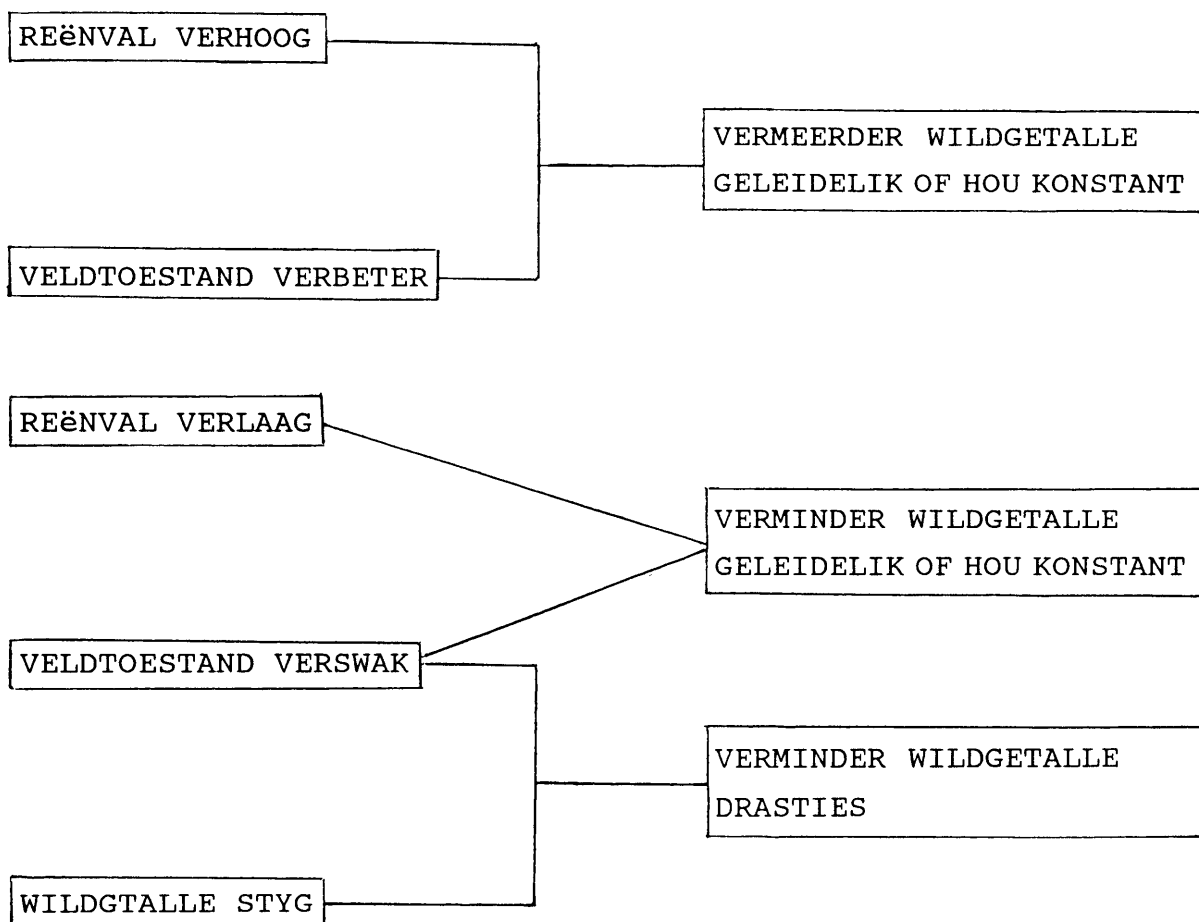 REëNVAL VERHOOG
VERMEERDER WILDGETALLE
GELEIDELIK OF HOU KONSTANT
VELDTOESTAND VERBETER
REëNVAL VERLAAG
VERMINDER WILDGETALLE
GELEIDELIK OF HOU KONSTANT
VELDTOESTAND VERSWAK
VERMINDER WILDGETALLE
DRASTIES
WILDGTALLE STYG